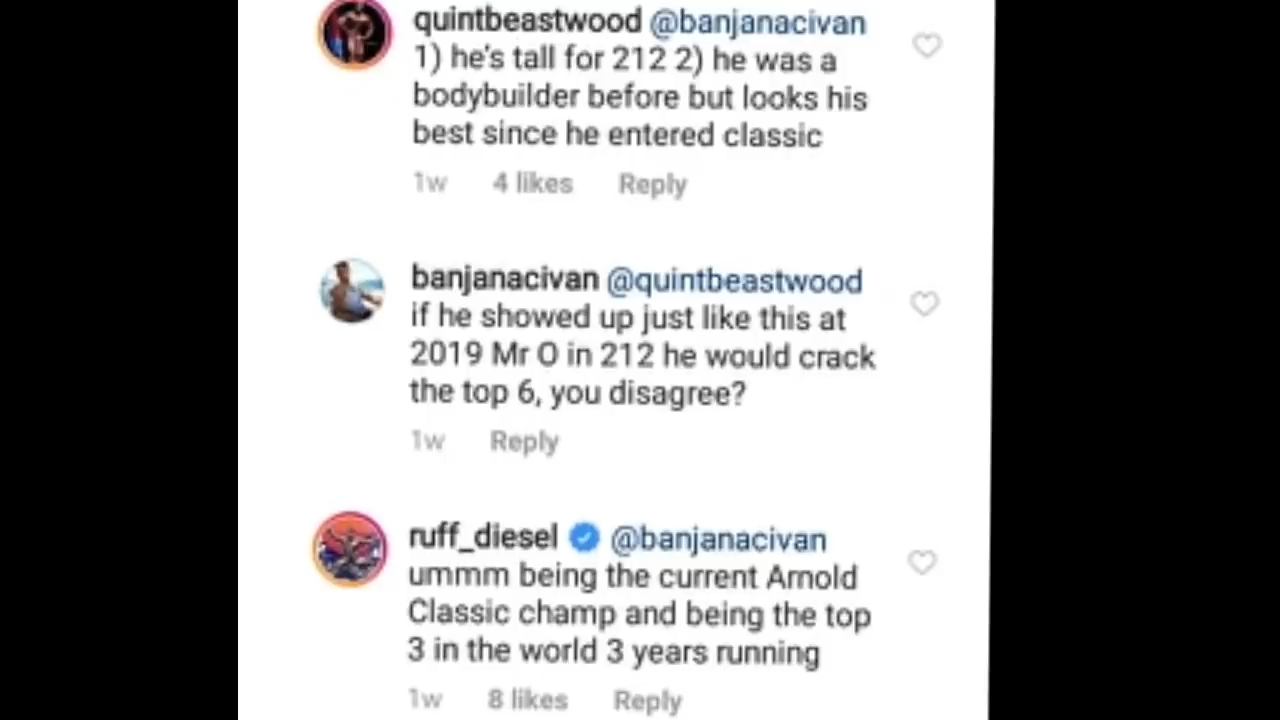 quintbeastwood @banjanacivan
1) he's tall for 212 2) he was a
bodybuilder before but looks his
best since he entered classic
1w 4 likes Reply
banjanacivan @quintbeastwood
if he showed up just like this at
2019 Mr O in 212 he would crack
the top 6, you disagree?
1w Reply
ruff_diesel @banjanacivan
ummm being the current Arnold
Classic champ and being the top
3 in the world 3 years running
1w 8 likes Reply